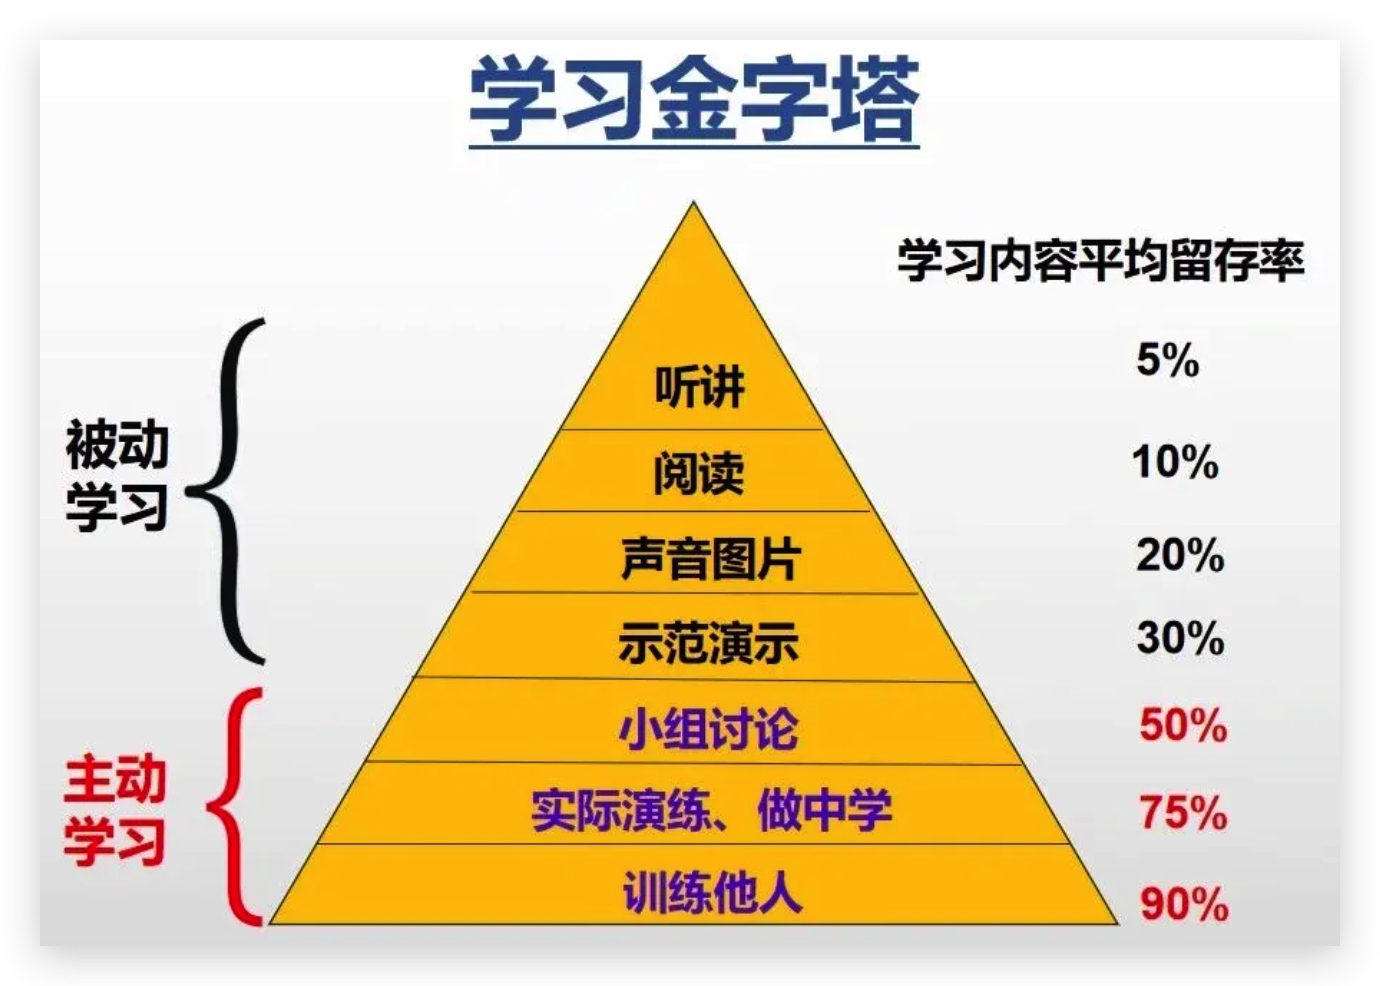 学习金字塔
学习内容平均留存率
被动
学习
听讲 5%
阅读 10%
声音图片 20%
示范演示 30%
主动
学习
小组讨论 50%
实际演练、做中学 75%
训练他人 90%